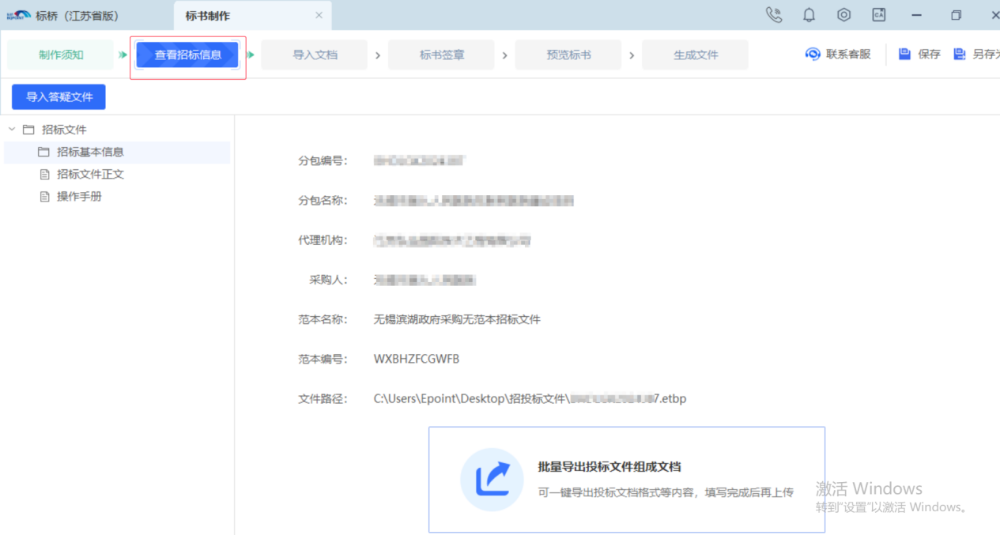 标桥（江苏省版）
标书制作
制作须知
查看招标信息
导入文档
标书签章
预览标书
生成文件
联系客服
保存
另存
导入答疑文件
招标文件
招标基本信息
招标文件正文
操作手册
分包编号：
分包名称：
代理机构：
采购人：
范本名称： 无锡滨湖政府采购无范本招标文件
范本编号： WXBHZFCGWFB
文件路径： C:\Users\Epoint\Desktop\招投标文件\ 7.etbp
批量导出投标文件组成文档
可一键导出投标文档格式等内容，填写完成后再上传
激活 Windows
转到"设置"以激活 Windows。